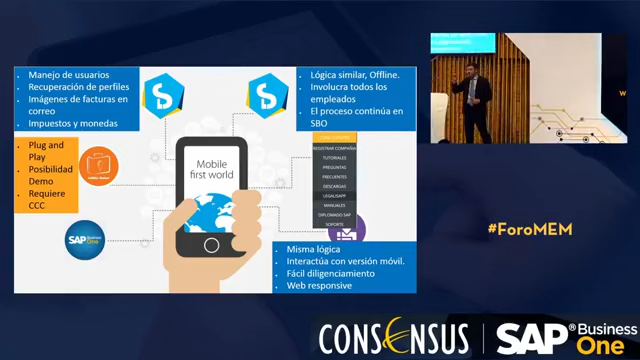 Manejo de usuarios
Recuperación de perfiles
Imágenes de facturas en
correo
Impuestos y monedas
Lógica similar, Offline.
Involucra todos los
empleados
El proceso continúa en
SBO
Plug and
Play
Posibilidad
Demo
Requiere
CCC
Mobile
first world
REGISTRAR COMPAÑÍA
TUTORIALES
PREGUNTAS
FRECUENTES
DESCARGAS
LEGALISAPP
MANUALES
DIPLOMADO SAP
SOPORTE
SAP Business
One
Misma lógica
Interactúa con versión móvil.
Fácil diligenciamiento
Web responsive
#ForoMEM
CONSENSUS
SAP® Business
One